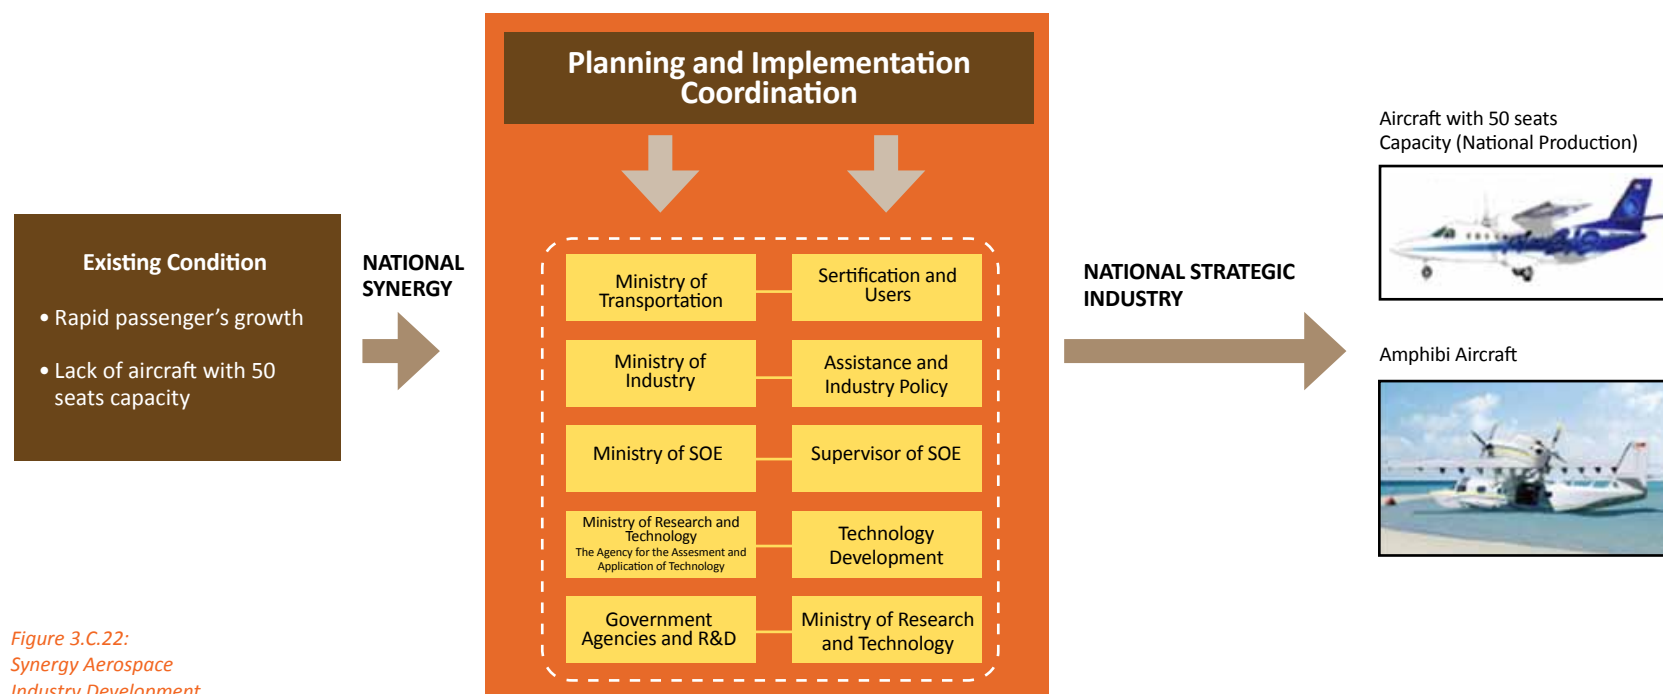 Planning and Implementation
Coordination
Existing Condition
• Rapid passenger’s growth
• Lack of aircraft with 50
seats capacity
NATIONAL
SYNERGY
Ministry of
Transportation
Sertification and
Users
Ministry of
Industry
Assistance and
Industry Policy
Ministry of SOE
Supervisor of SOE
Ministry of Research and
Technology
The Agency for the Assesment and
Application of Technology
Technology
Development
Government
Agencies and R&D
Ministry of Research
and Technology
NATIONAL STRATEGIC
INDUSTRY
Aircraft with 50 seats
Capacity (National Production)
Amphibi Aircraft
Figure 3.C.22:
Synergy Aerospace
Industry Development